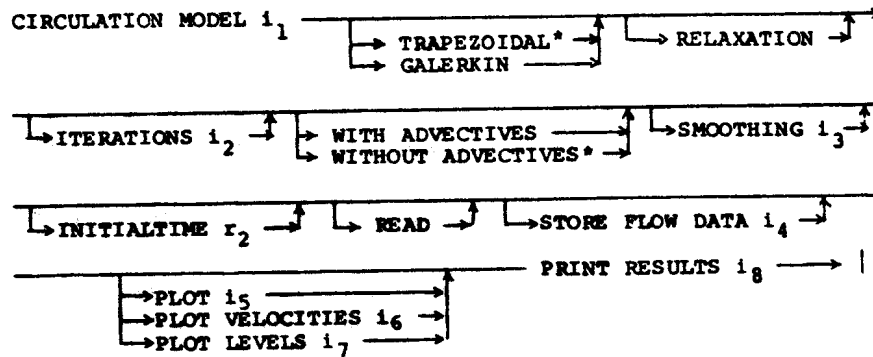 CIRCULATION MODEL i₁
TRAPEZOIDAL*
RELAXATION
GALERKIN
ITERATIONS i₂
WITH ADVECTIVES
SMOOTHING i₃
WITHOUT ADVECTIVES*
INITIALTIME r₂
READ
STORE FLOW DATA i₄
PRINT RESULTS i₈
PLOT i₅
PLOT VELOCITIES i₆
PLOT LEVELS i₇